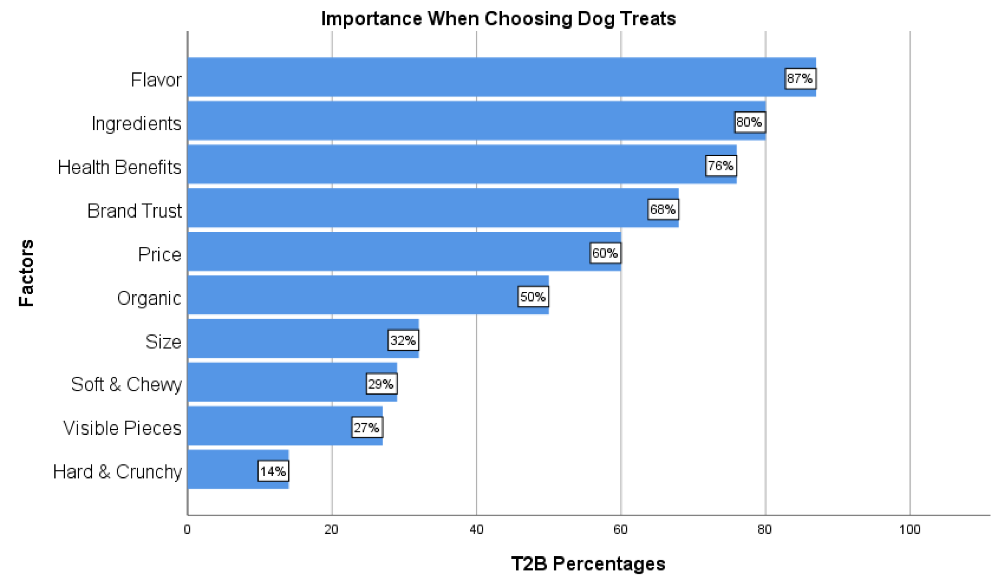 Importance When Choosing Dog Treats
Factors
Flavor 87%
Ingredients 80%
Health Benefits 76%
Brand Trust 68%
Price 60%
Organic 50%
Size 32%
Soft & Chewy 29%
Visible Pieces 27%
Hard & Crunchy 14%
0 20 40 60 80 100
T2B Percentages